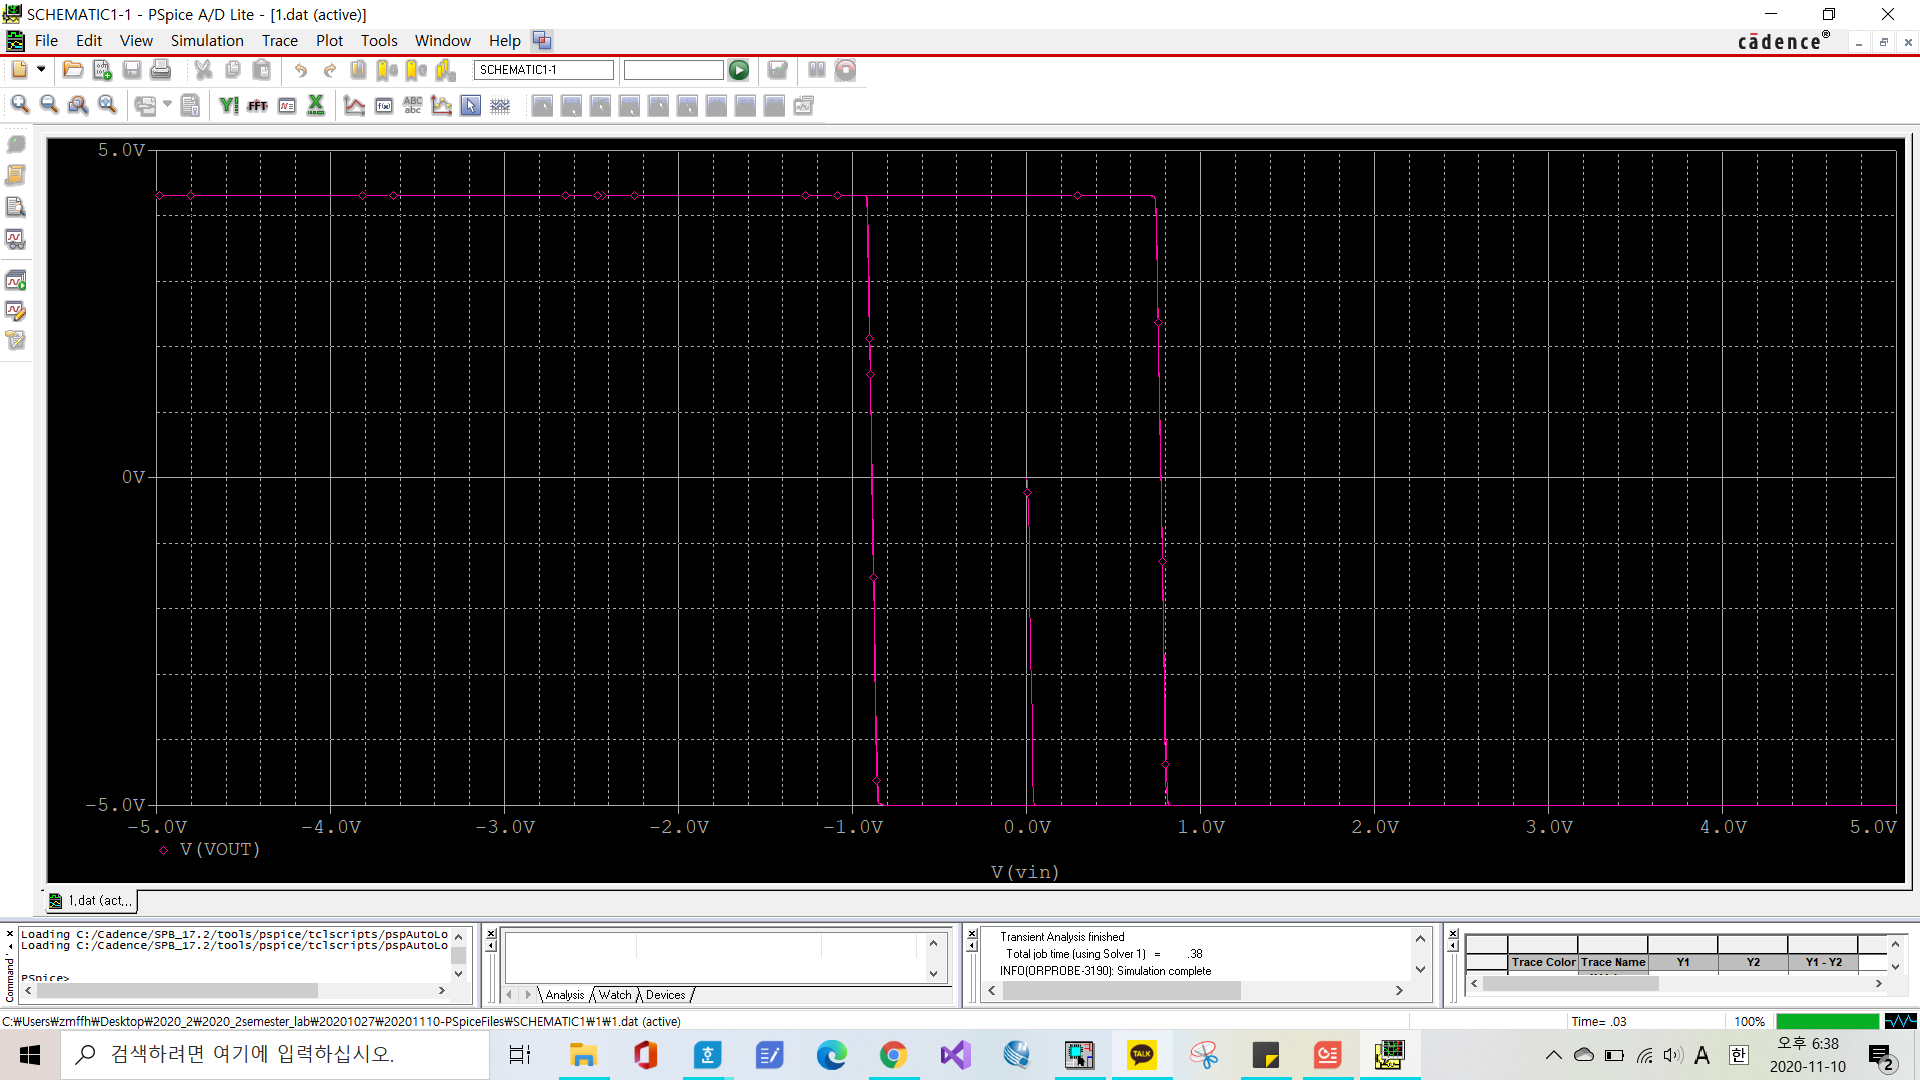 SCHEMATIC1-1 - PSpice A/D Lite - [1.dat (active)]
File Edit View Simulation Trace Plot Tools Window Help
cādence®
SCHEMATIC1-1
FFT
ABC
abc
5.0V
0V
-5.0V
-5.0V -4.0V -3.0V -2.0V -1.0V 0.0V 1.0V 2.0V 3.0V 4.0V 5.0V
V(VOUT)
V(vin)
1.dat (act...
Loading C:/Cadence/SPB_17.2/tools/pspice/tclscripts/pspAutoLo
Loading C:/Cadence/SPB_17.2/tools/pspice/tclscripts/pspAutoLo
PSpice>
Command
Analysis Watch Devices
Transient Analysis finished
Total job time (using Solver 1) = .38
INFO(ORPROBE-3190): Simulation complete
Trace Color Trace Name Y1 Y2 Y1 - Y2
C:₩Users₩zmffh₩Desktop₩2020_2₩2020_2semester_lab₩20201027₩20201110-PSpiceFiles₩SCHEMATIC1₩1₩1.dat (active)
Time= .03
100%
검색하려면 여기에 입력하십시오.
TALK
A
한
오후 6:38
2020-11-10
2